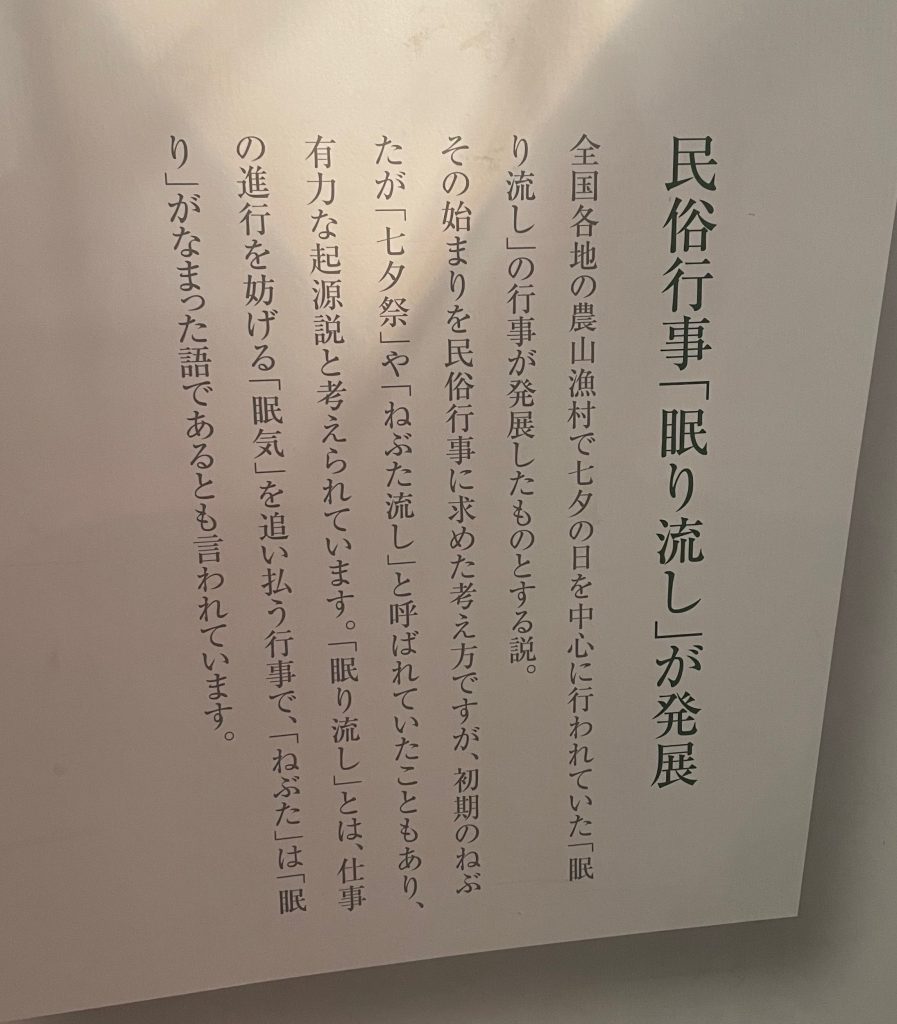 民俗行事「眠り流し」が発展
全国各地の農山漁村で七夕の日を中心に行われていた「眠
り流し」の行事が発展したものとする説。
その始まりを民俗行事に求めた考え方ですが、初期のねぶ
たが「七夕祭」や「ねぶた流し」と呼ばれていたこともあり、
有力な起源説と考えられています。「眠り流し」とは、仕事
の進行を妨げる「眠気」を追い払う行事で、「ねぶた」は「眠
り」がなまった語であるとも言われています。